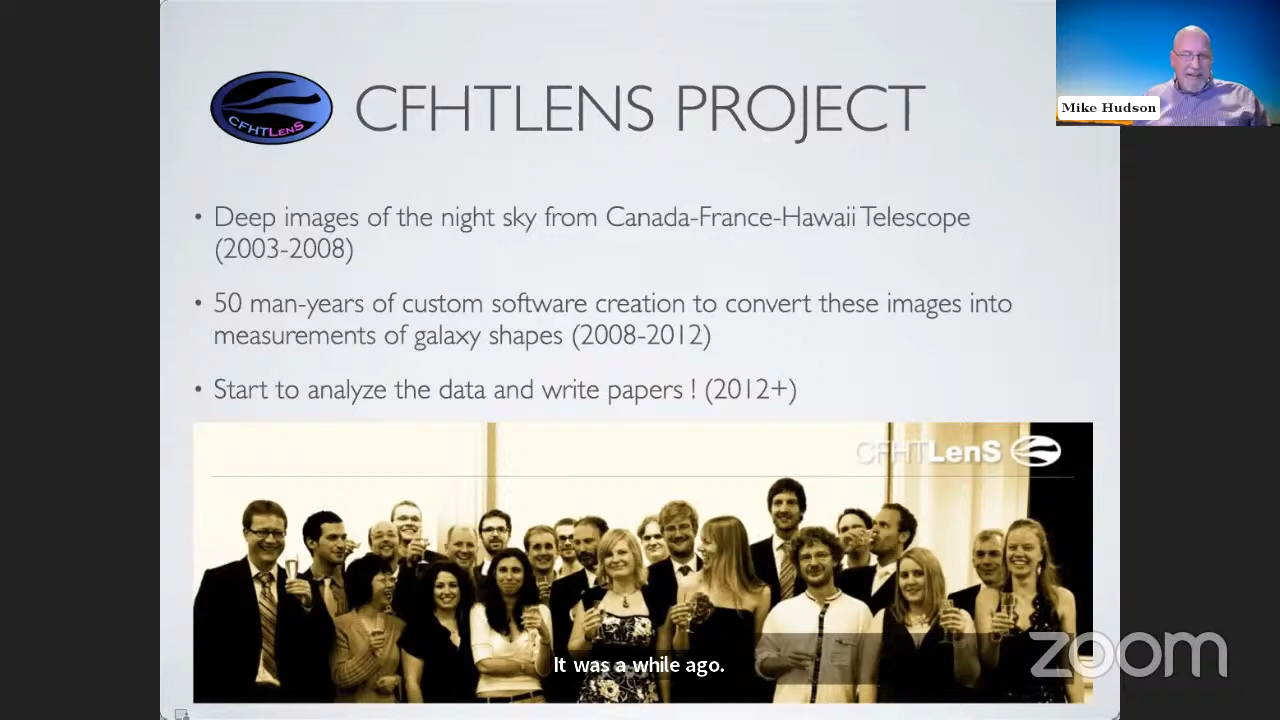 CFHTLENS
CFHTLENS PROJECT
Mike Hudson
• Deep images of the night sky from Canada-France-Hawaii Telescope
(2003-2008)
• 50 man-years of custom software creation to convert these images into
measurements of galaxy shapes (2008-2012)
• Start to analyze the data and write papers ! (2012+)
CFHTLenS
It was a while ago.
zoom